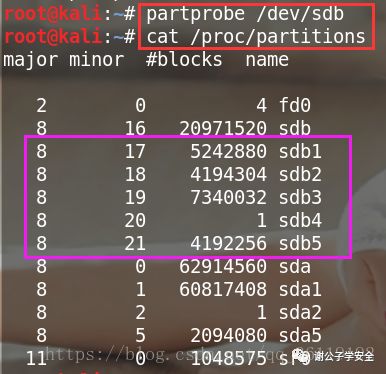 root@kali:~# partprobe /dev/sdb
root@kali:~# cat /proc/partitions
major minor  #blocks  name
2        0          4 fd0
8       16   20971520 sdb
8       17    5242880 sdb1
8       18    4194304 sdb2
8       19    7340032 sdb3
8       20          1 sdb4
8       21    4192256 sdb5
8        0   62914560 sda
8        1   60817408 sda1
8        2          1 sda2
8        5    2094080 sda5
11        0    1048575 sr0
谢公子学安全